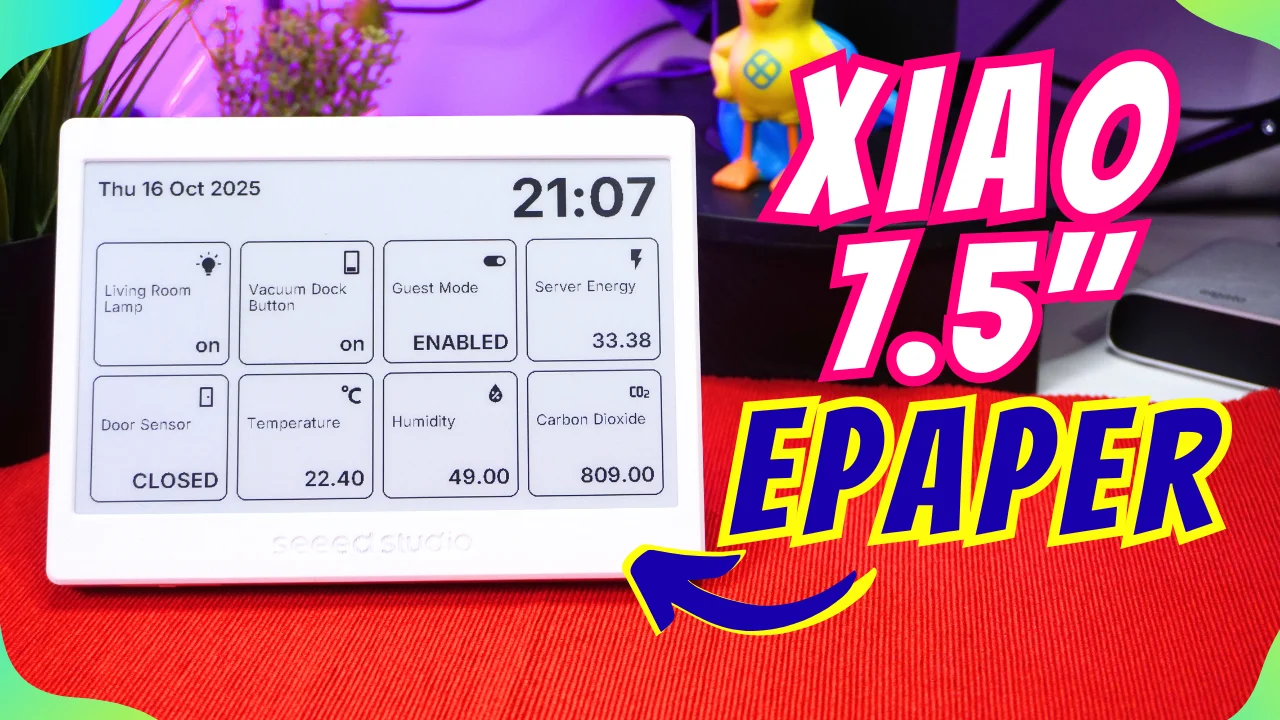 Thu 16 Oct 2025
21:07
Living Room
Lamp
on
Vacuum Dock
Button
on
Guest Mode
ENABLED
Server Energy
33.38
Door Sensor
CLOSED
°C
Temperature
22.40
Humidity
49.00
CO2
Carbon Dioxide
809.00
seeed studio
XIAO
7.5"
EPAPER
elgato